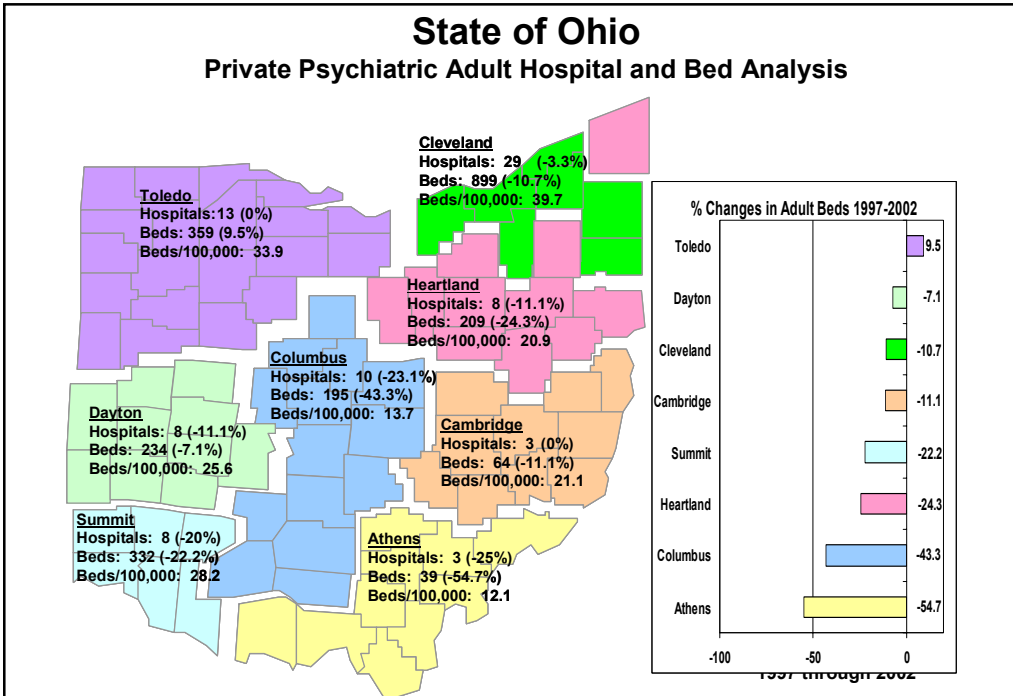 State of Ohio
Private Psychiatric Adult Hospital and Bed Analysis
Cleveland
Hospitals: 29 (-3.3%)
Beds: 899 (-10.7%)
Beds/100,000: 39.7
Toledo
Hospitals:13 (0%)
Beds: 359 (9.5%)
Beds/100,000: 33.9
Heartland
Hospitals: 8 (-11.1%)
Beds: 209 (-24.3%)
Beds/100,000: 20.9
Columbus
Hospitals: 10 (-23.1%)
Beds: 195 (-43.3%)
Beds/100,000: 13.7
Dayton
Hospitals: 8 (-11.1%)
Beds: 234 (-7.1%)
Beds/100,000: 25.6
Cambridge
Hospitals: 3 (0%)
Beds: 64 (-11.1%)
Beds/100,000: 21.1
Summit
Hospitals: 8 (-20%)
Beds: 332 (-22.2%)
Beds/100,000: 28.2
Athens
Hospitals: 3 (-25%)
Beds: 39 (-54.7%)
Beds/100,000: 12.1
% Changes in Adult Beds 1997-2002
Toledo 9.5
Dayton -7.1
Cleveland -10.7
Cambridge -11.1
Summit -22.2
Heartland -24.3
Columbus -43.3
Athens -54.7
-100 -50 0
1997 through 2002